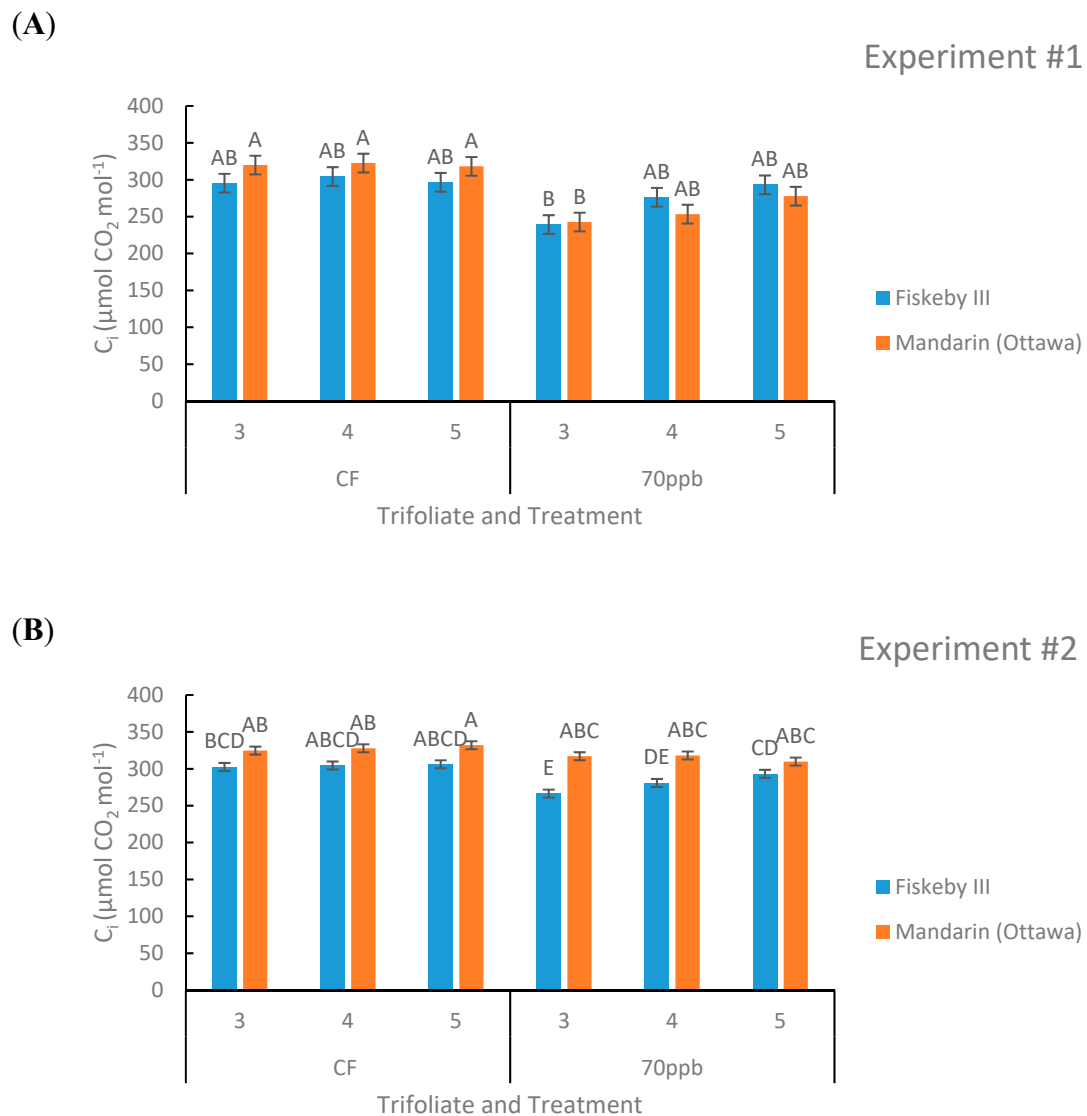 (A)
Experiment #1
400
350
300
250
200
150
100
50
0
Ci (µmol CO2 mol-1)
AB A AB A AB A B B AB AB AB AB
3 4 5 3 4 5
CF 70ppb
Trifoliate and Treatment
Fiskeby III
Mandarin (Ottawa)
(B)
Experiment #2
400
350
300
250
200
150
100
50
0
Ci (µmol CO2 mol-1)
BCD AB ABCD AB ABCD A E ABC DE ABC CD ABC
3 4 5 3 4 5
CF 70ppb
Trifoliate and Treatment
Fiskeby III
Mandarin (Ottawa)